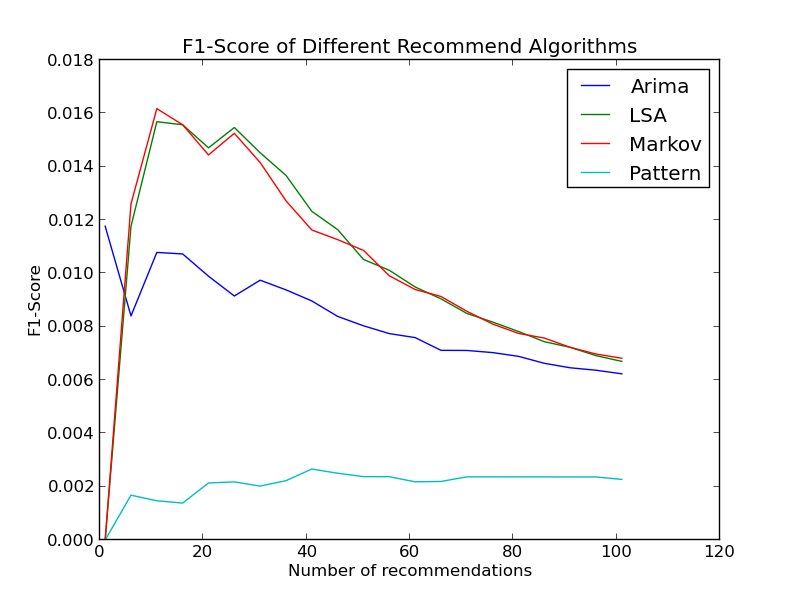 F1-Score of Different Recommend Algorithms
0.018
0.016
0.014
0.012
0.010
0.008
0.006
0.004
0.002
0.000
F1-Score
Arima
LSA
Markov
Pattern
0 20 40 60 80 100 120
Number of recommendations